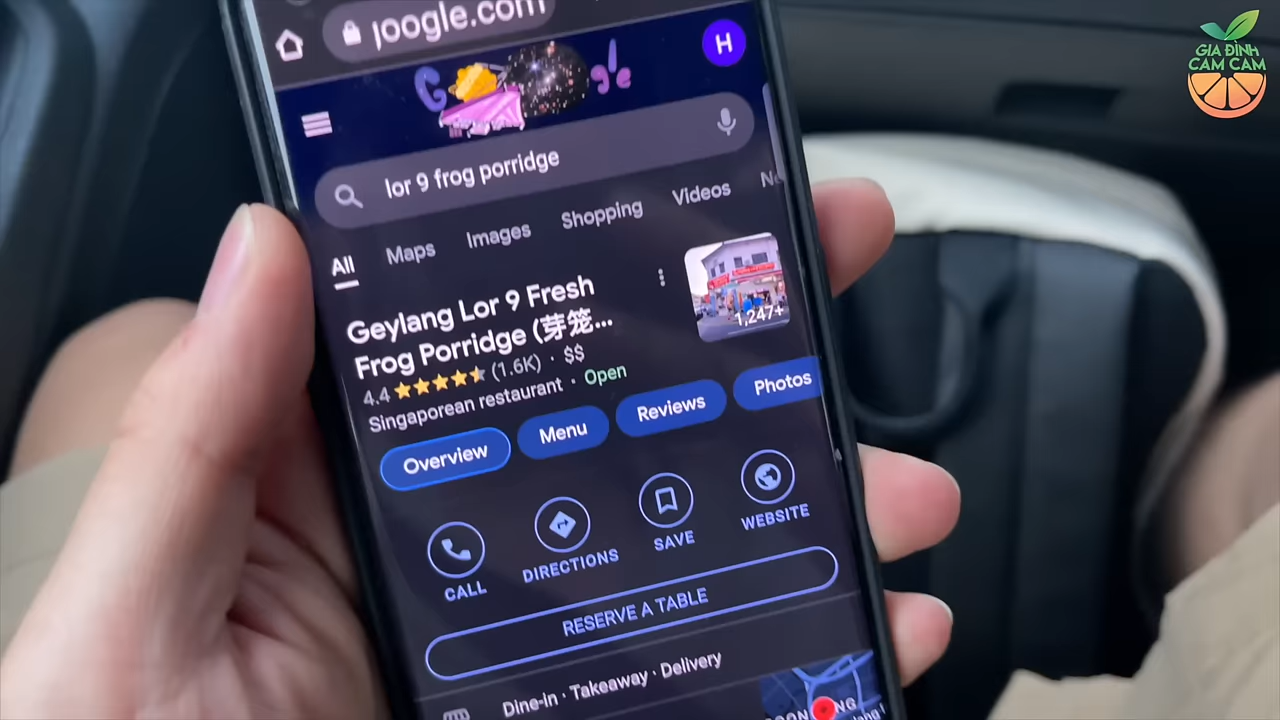 google.com
H
GIA ĐÌNH
CAM CAM
G gle
lor 9 frog porridge
All Maps Images Shopping Videos
Geylang Lor 9 Fresh
Frog Porridge (芽笼...
1,247+
4.4 (1.6K) · $$
Singaporean restaurant · Open
Overview Menu Reviews Photos
CALL DIRECTIONS SAVE WEBSITE
RESERVE A TABLE
Dine-in · Takeaway · Delivery